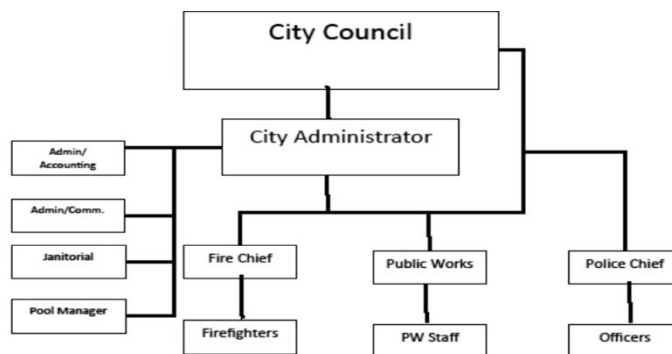 City Council
City Administrator
Admin/
Accounting
Admin/Comm.
Janitorial
Pool Manager
Fire Chief
Public Works
Police Chief
Firefighters
PW Staff
Officers